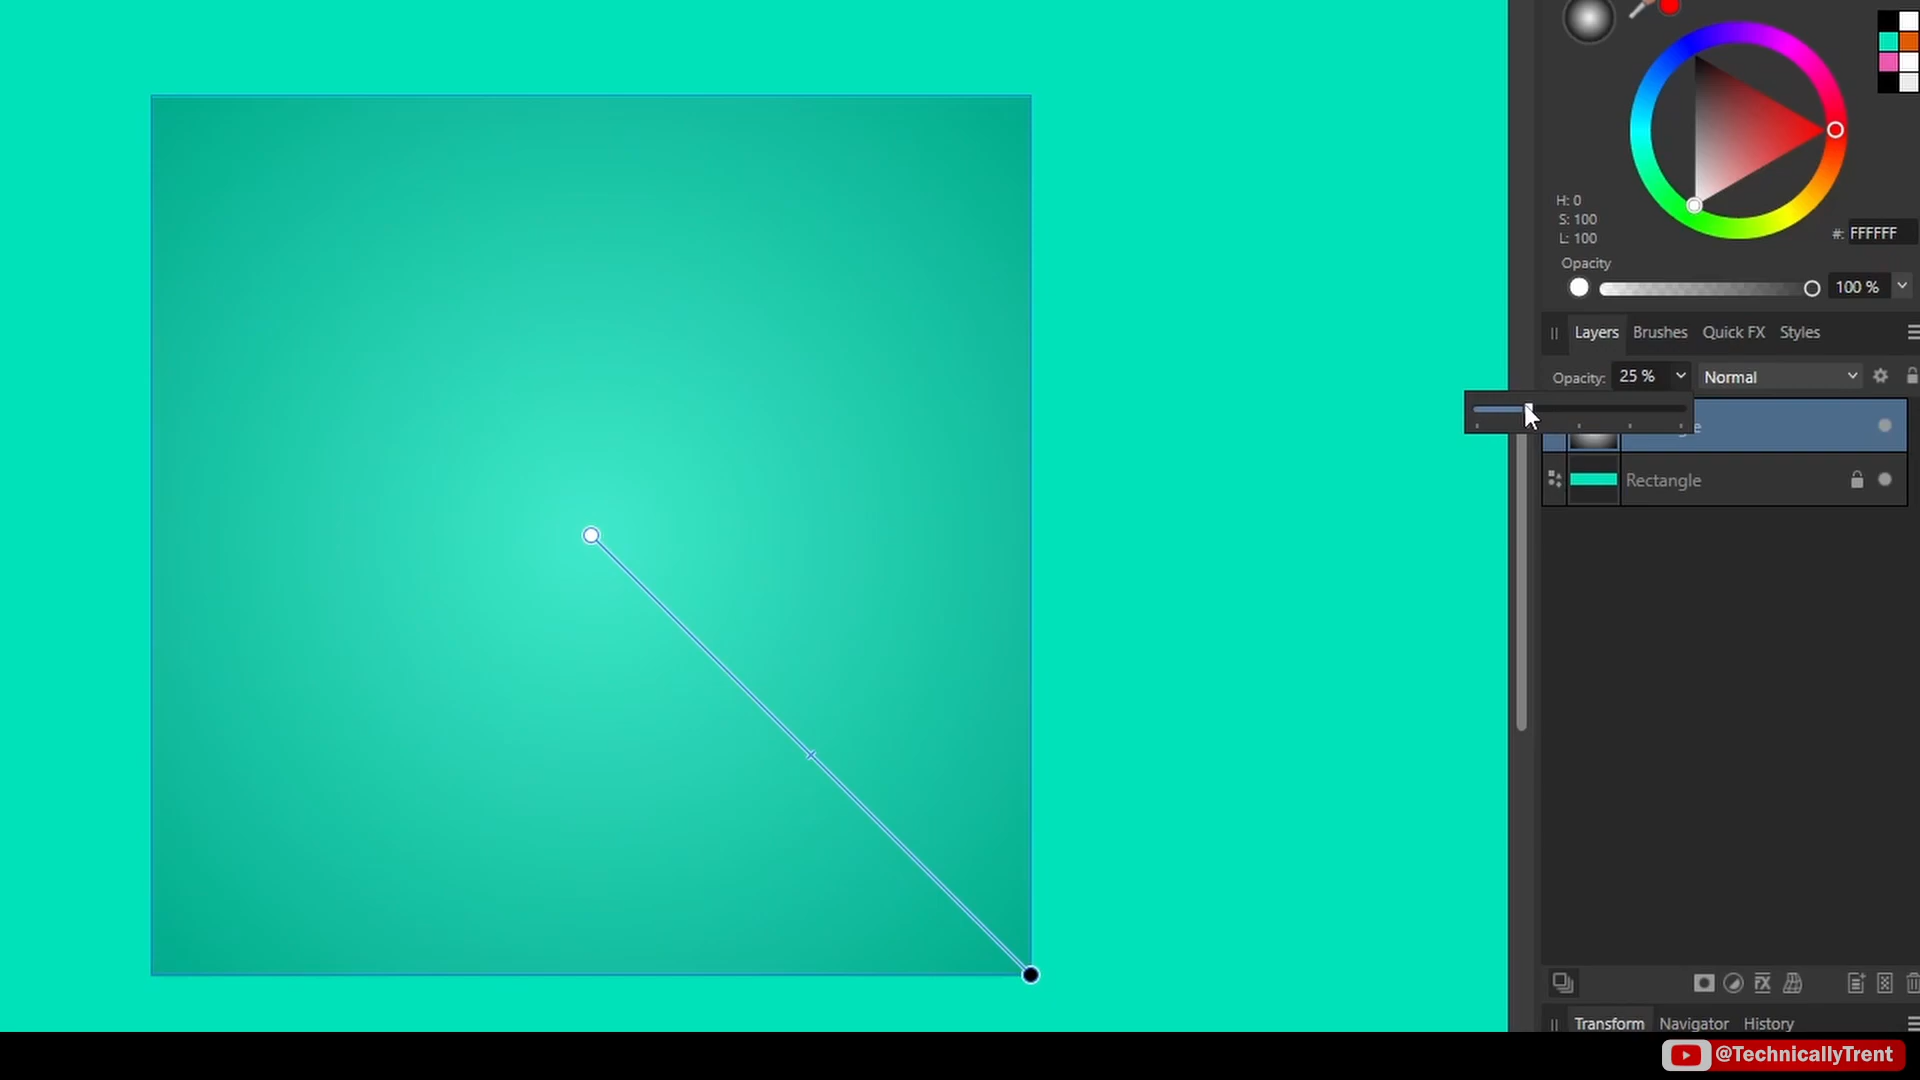 H: 0
S: 100
L: 100
#: FFFFFF
Opacity
100 %
Layers Brushes Quick FX Styles
Opacity: 25 % Normal
Rectangle
FX
Transform Navigator History
@TechnicallyTrent